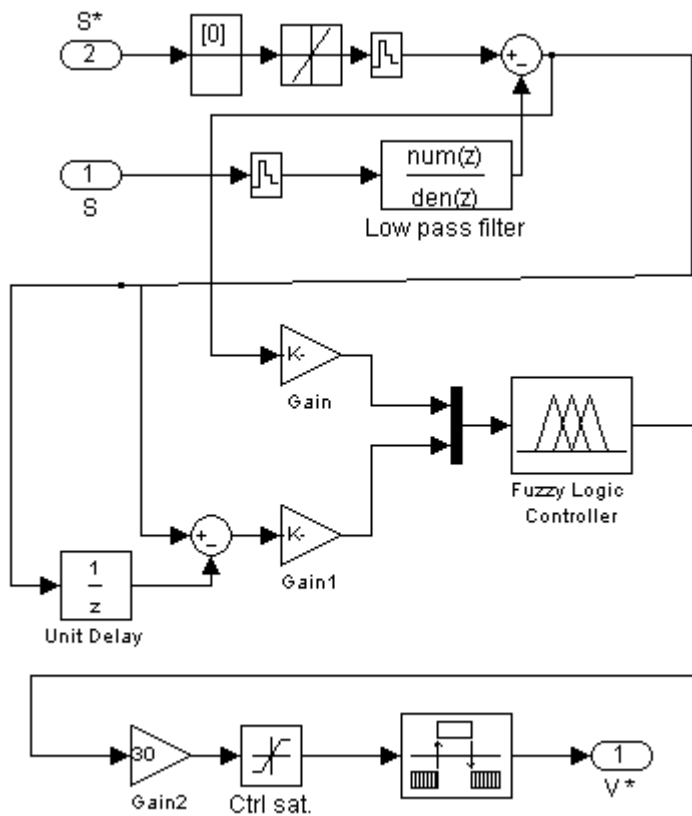 S*
2
[0]
+
−
1
S
num(z)
den(z)
Low pass filter
K-
Gain
Fuzzy Logic
Controller
+
−
K-
Gain1
1
z
Unit Delay
30
Gain2
Ctrl sat.
1
V*